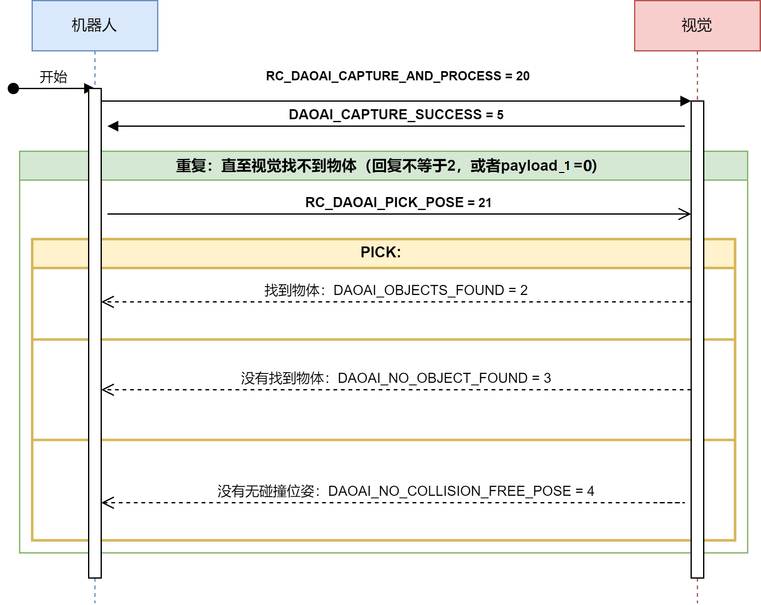 机器人
视觉
开始
RC_DAOAI_CAPTURE_AND_PROCESS = 20
DAOAI_CAPTURE_SUCCESS = 5
重复：直至视觉找不到物体（回复不等于2，或者payload_1=0）
RC_DAOAI_PICK_POSE = 21
PICK:
找到物体：DAOAI_OBJECTS_FOUND = 2
没有找到物体：DAOAI_NO_OBJECT_FOUND = 3
没有无碰撞位姿：DAOAI_NO_COLLISION_FREE_POSE = 4